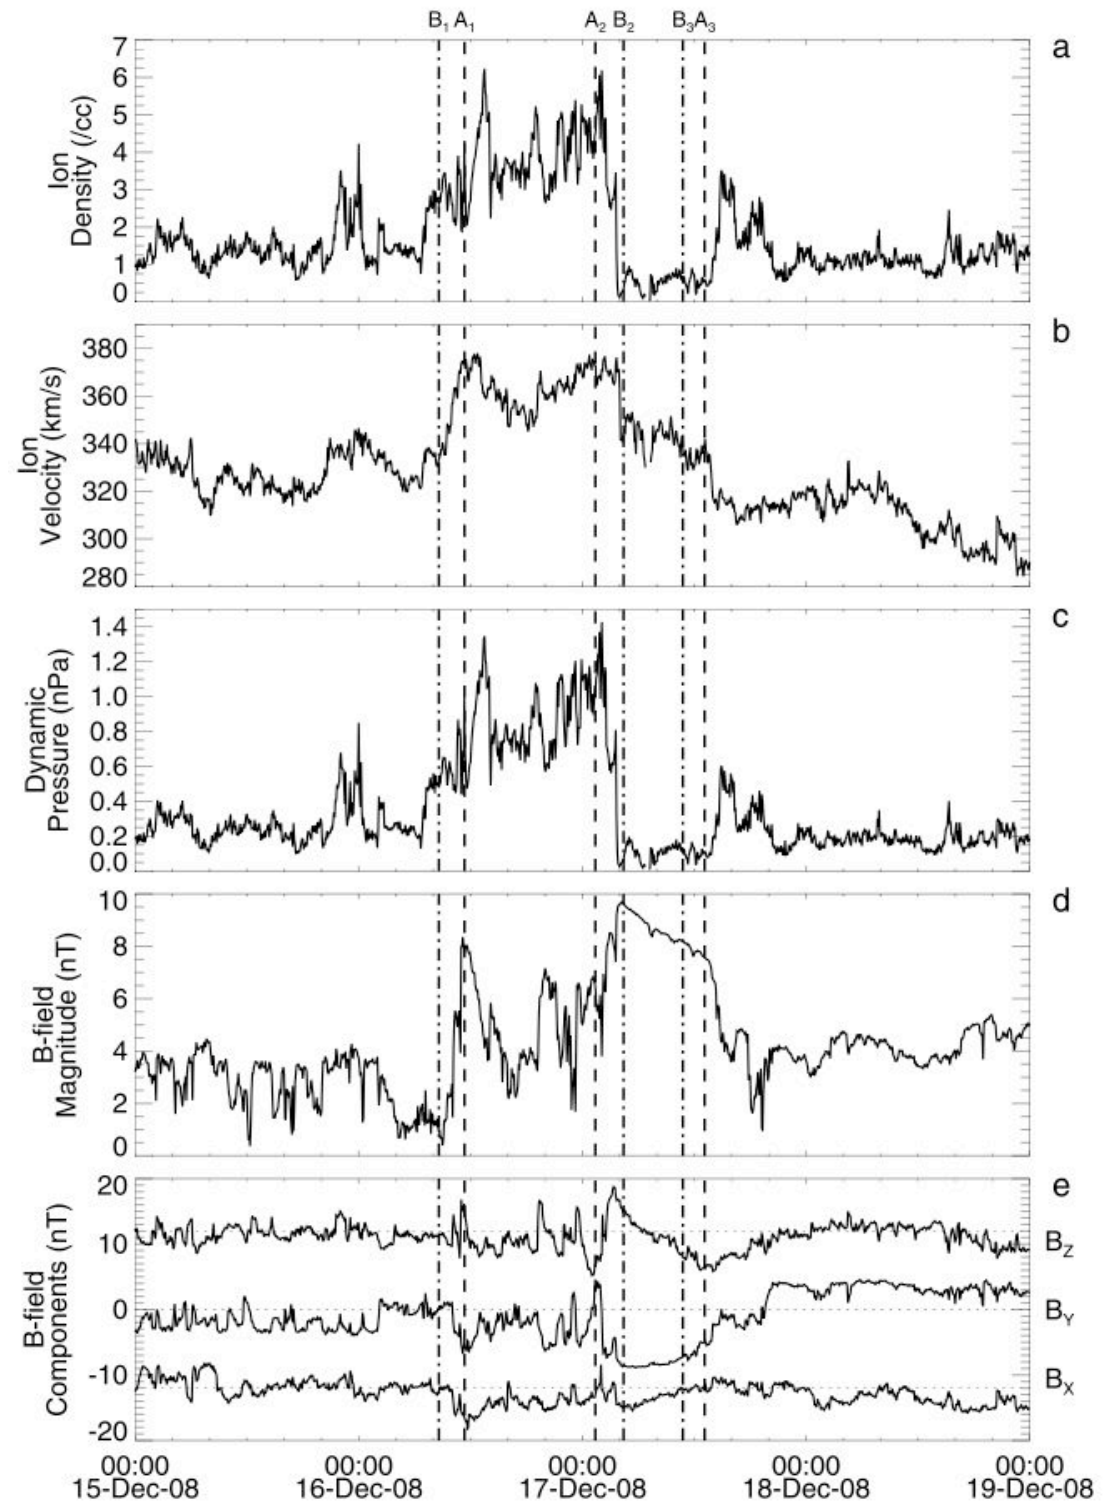 B₁ A₁ A₂ B₂ B₃ A₃
a
Ion
Density (/cc)
7
6
5
4
3
2
1
0
b
Ion
Velocity (km/s)
380
360
340
320
300
280
c
Dynamic
Pressure (nPa)
1.4
1.2
1.0
0.8
0.6
0.4
0.2
0.0
d
B-field
Magnitude (nT)
10
8
6
4
2
0
e
B-field
Components (nT)
20
10
0
-10
-20
B_Z
B_Y
B_X
00:00 00:00 00:00 00:00 00:00
15-Dec-08 16-Dec-08 17-Dec-08 18-Dec-08 19-Dec-08